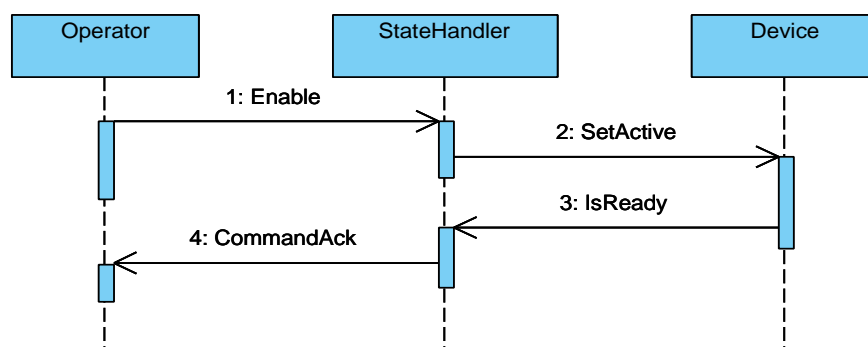 Operator
StateHandler
Device
1: Enable
2: SetActive
3: IsReady
4: CommandAck